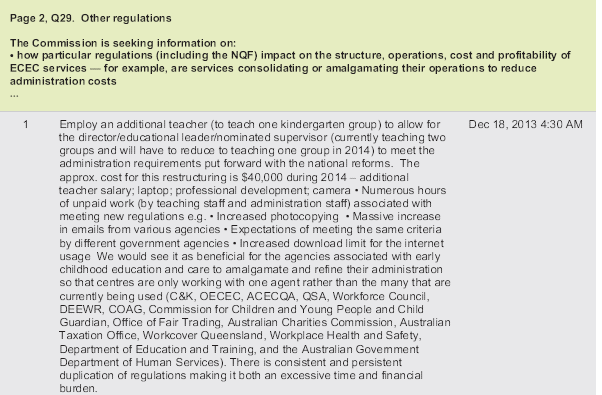 Page 2, Q29.  Other regulations
The Commission is seeking information on:
• how particular regulations (including the NQF) impact on the structure, operations, cost and profitability of
ECEC services — for example, are services consolidating or amalgamating their operations to reduce
administration costs
...
1 Employ an additional teacher (to teach one kindergarten group) to allow for Dec 18, 2013 4:30 AM
the director/educational leader/nominated supervisor (currently teaching two
groups and will have to reduce to teaching one group in 2014) to meet the
administration requirements put forward with the national reforms.  The
approx. cost for this restructuring is $40,000 during 2014 – additional
teacher salary; laptop; professional development; camera • Numerous hours
of unpaid work (by teaching staff and administration staff) associated with
meeting new regulations e.g. • Increased photocopying  • Massive increase
in emails from various agencies • Expectations of meeting the same criteria
by different government agencies • Increased download limit for the internet
usage  We would see it as beneficial for the agencies associated with early
childhood education and care to amalgamate and refine their administration
so that centres are only working with one agent rather than the many that are
currently being used (C&K, OECEC, ACECQA, QSA, Workforce Council,
DEEWR, COAG, Commission for Children and Young People and Child
Guardian, Office of Fair Trading, Australian Charities Commission, Australian
Taxation Office, Workcover Queensland, Workplace Health and Safety,
Department of Education and Training, and the Australian Government
Department of Human Services). There is consistent and persistent
duplication of regulations making it both an excessive time and financial
burden.